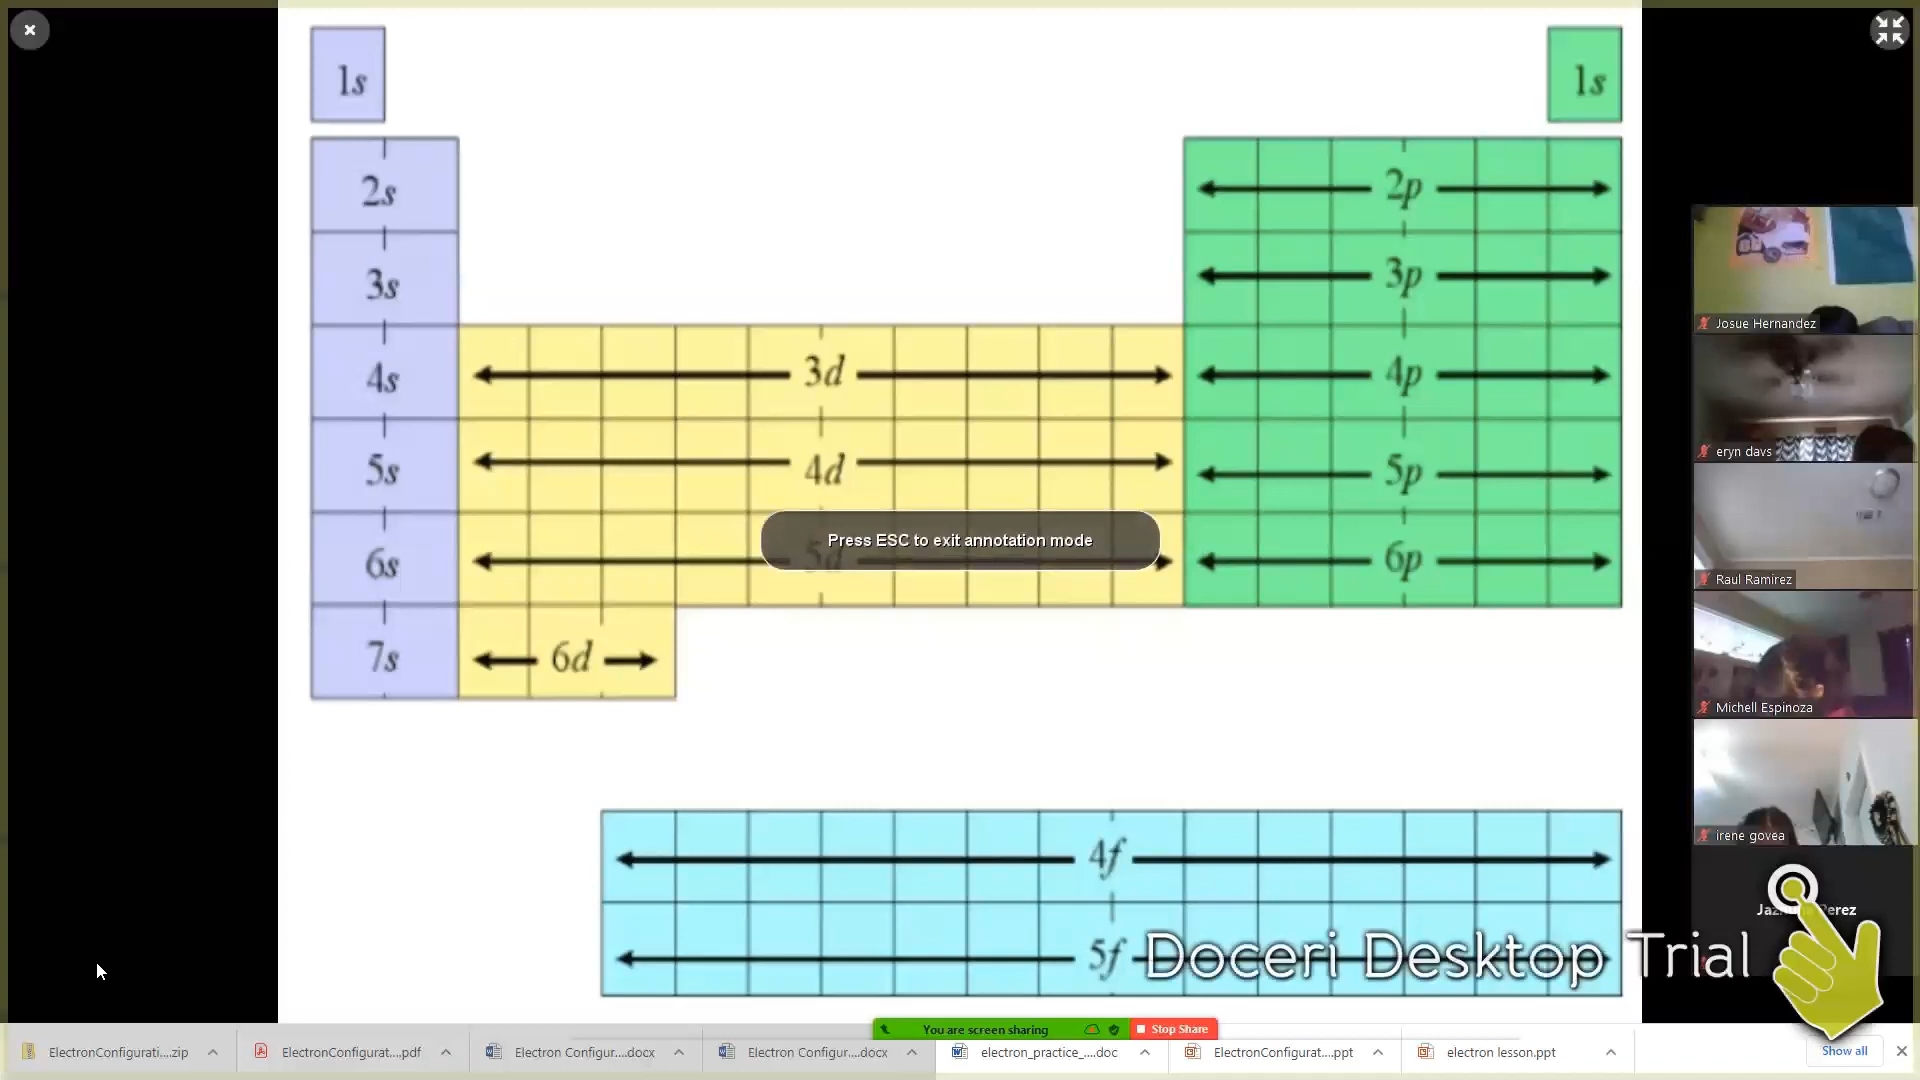 1s
1s
2s
2p
3s
3p
4s
3d
4p
5s
4d
5p
Press ESC to exit annotation mode
6s
5d
6p
7s
6d
4f
5f
Josue Hernandez
eryn davs
Raul Ramirez
Michell Espinoza
irene govea
Perez
Doceri Desktop Trial
You are screen sharing
Stop Share
ElectronConfigurati....zip
ElectronConfigurat....pdf
Electron Configur....docx
Electron Configur....docx
electron_practice_....doc
ElectronConfigurat....ppt
electron lesson.ppt
Show all